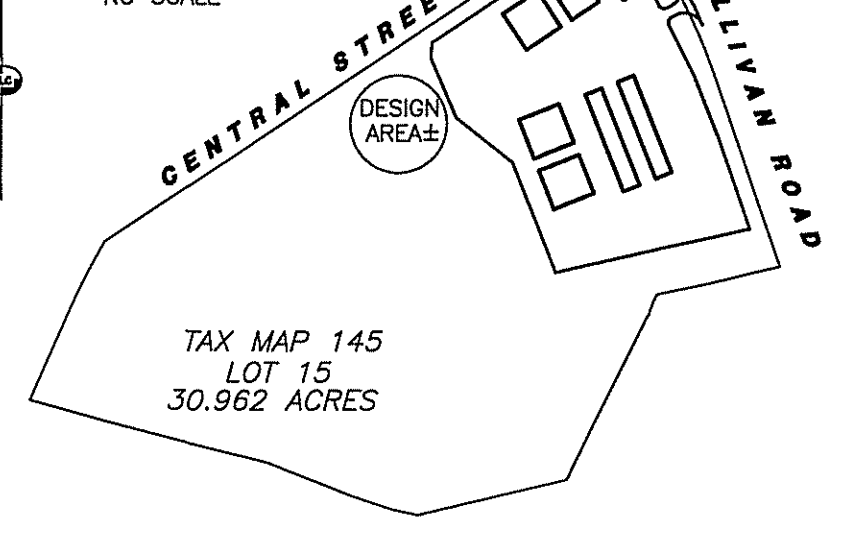 NO SCALE
CENTRAL STREE
DESIGN
AREA±
LLIVAN ROAD
TAX MAP 145
LOT 15
30.962 ACRES